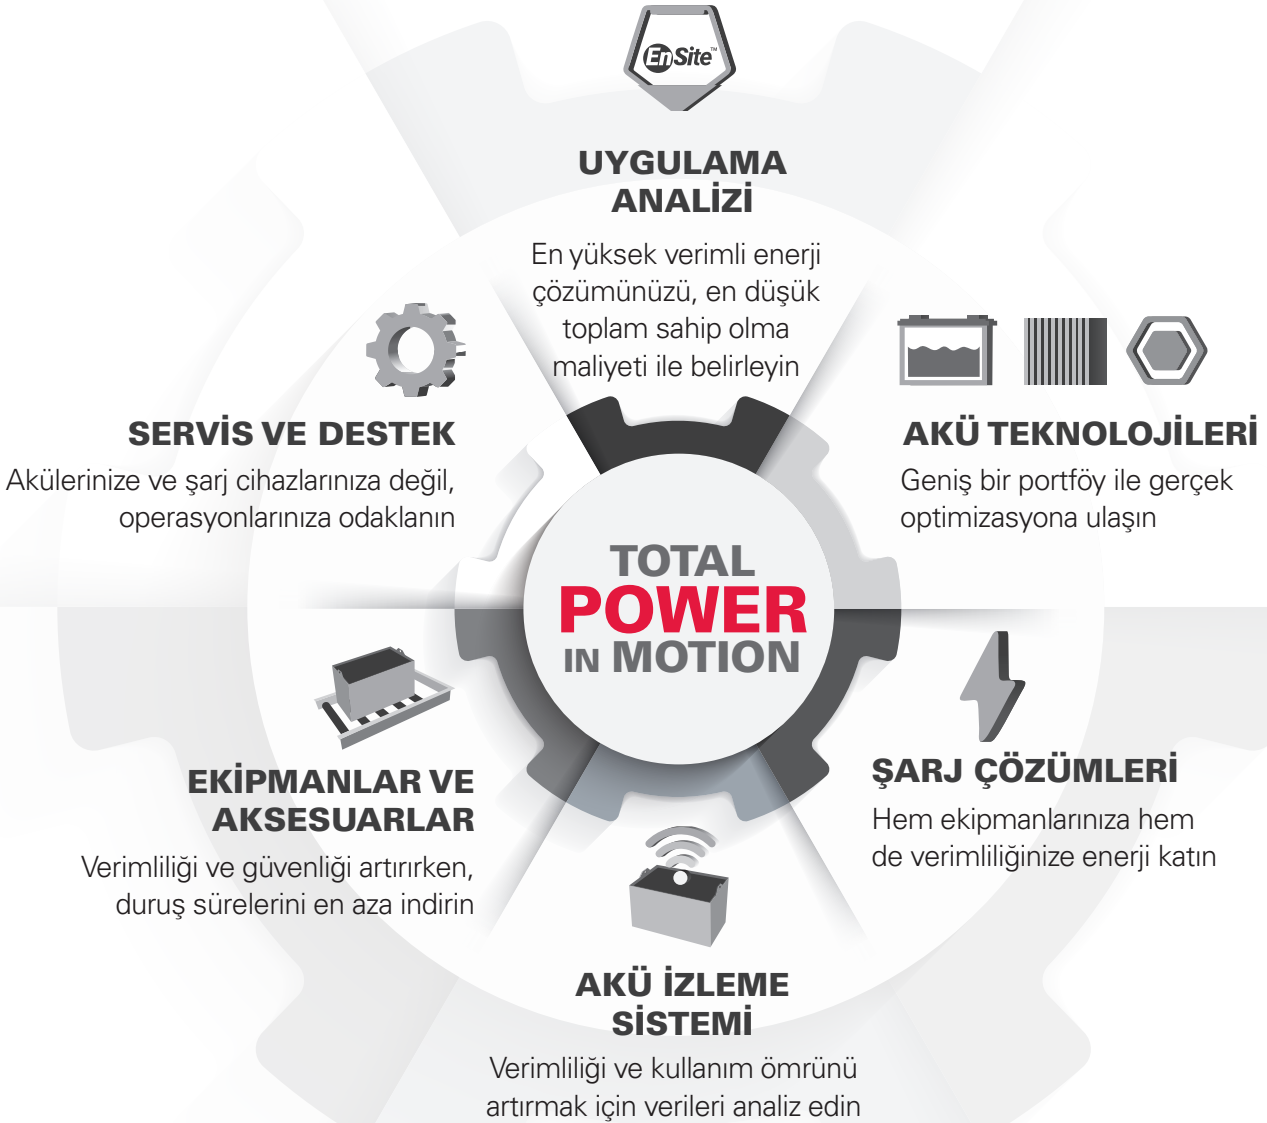 EnSite™
UYGULAMA
ANALİZİ
En yüksek verimli enerji
çözümünüzü, en düşük
toplam sahip olma
maliyeti ile belirleyin
SERVİS VE DESTEK
Akülerinize ve şarj cihazlarınıza değil,
operasyonlarınıza odaklanın
AKÜ TEKNOLOJİLERİ
Geniş bir portföy ile gerçek
optimizasyona ulaşın
TOTAL
POWER
IN MOTION
EKİPMANLAR VE
AKSESUARLAR
Verimliliği ve güvenliği artırırken,
duruş sürelerini en aza indirin
ŞARJ ÇÖZÜMLERİ
Hem ekipmanlarınıza hem
de verimliliğinize enerji katın
AKÜ İZLEME
SİSTEMİ
Verimliliği ve kullanım ömrünü
artırmak için verileri analiz edin